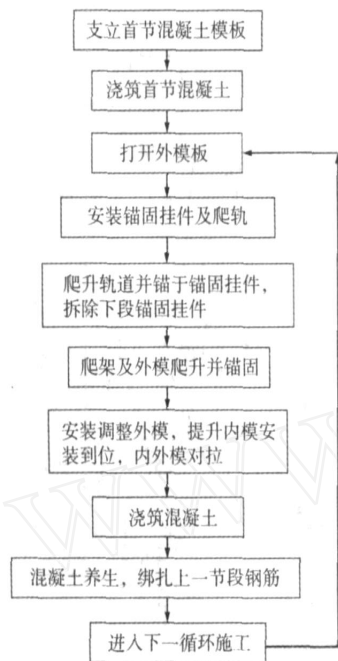 支立首节混凝土模板
浇筑首节混凝土
打开外模板
安装锚固挂件及爬轨
爬升轨道并锚于锚固挂件，
拆除下段锚固挂件
爬架及外模爬升并锚固
安装调整外模，提升内模安
装到位，内外模对拉
浇筑混凝土
混凝土养生，绑扎上一节段钢筋
进入下一循环施工